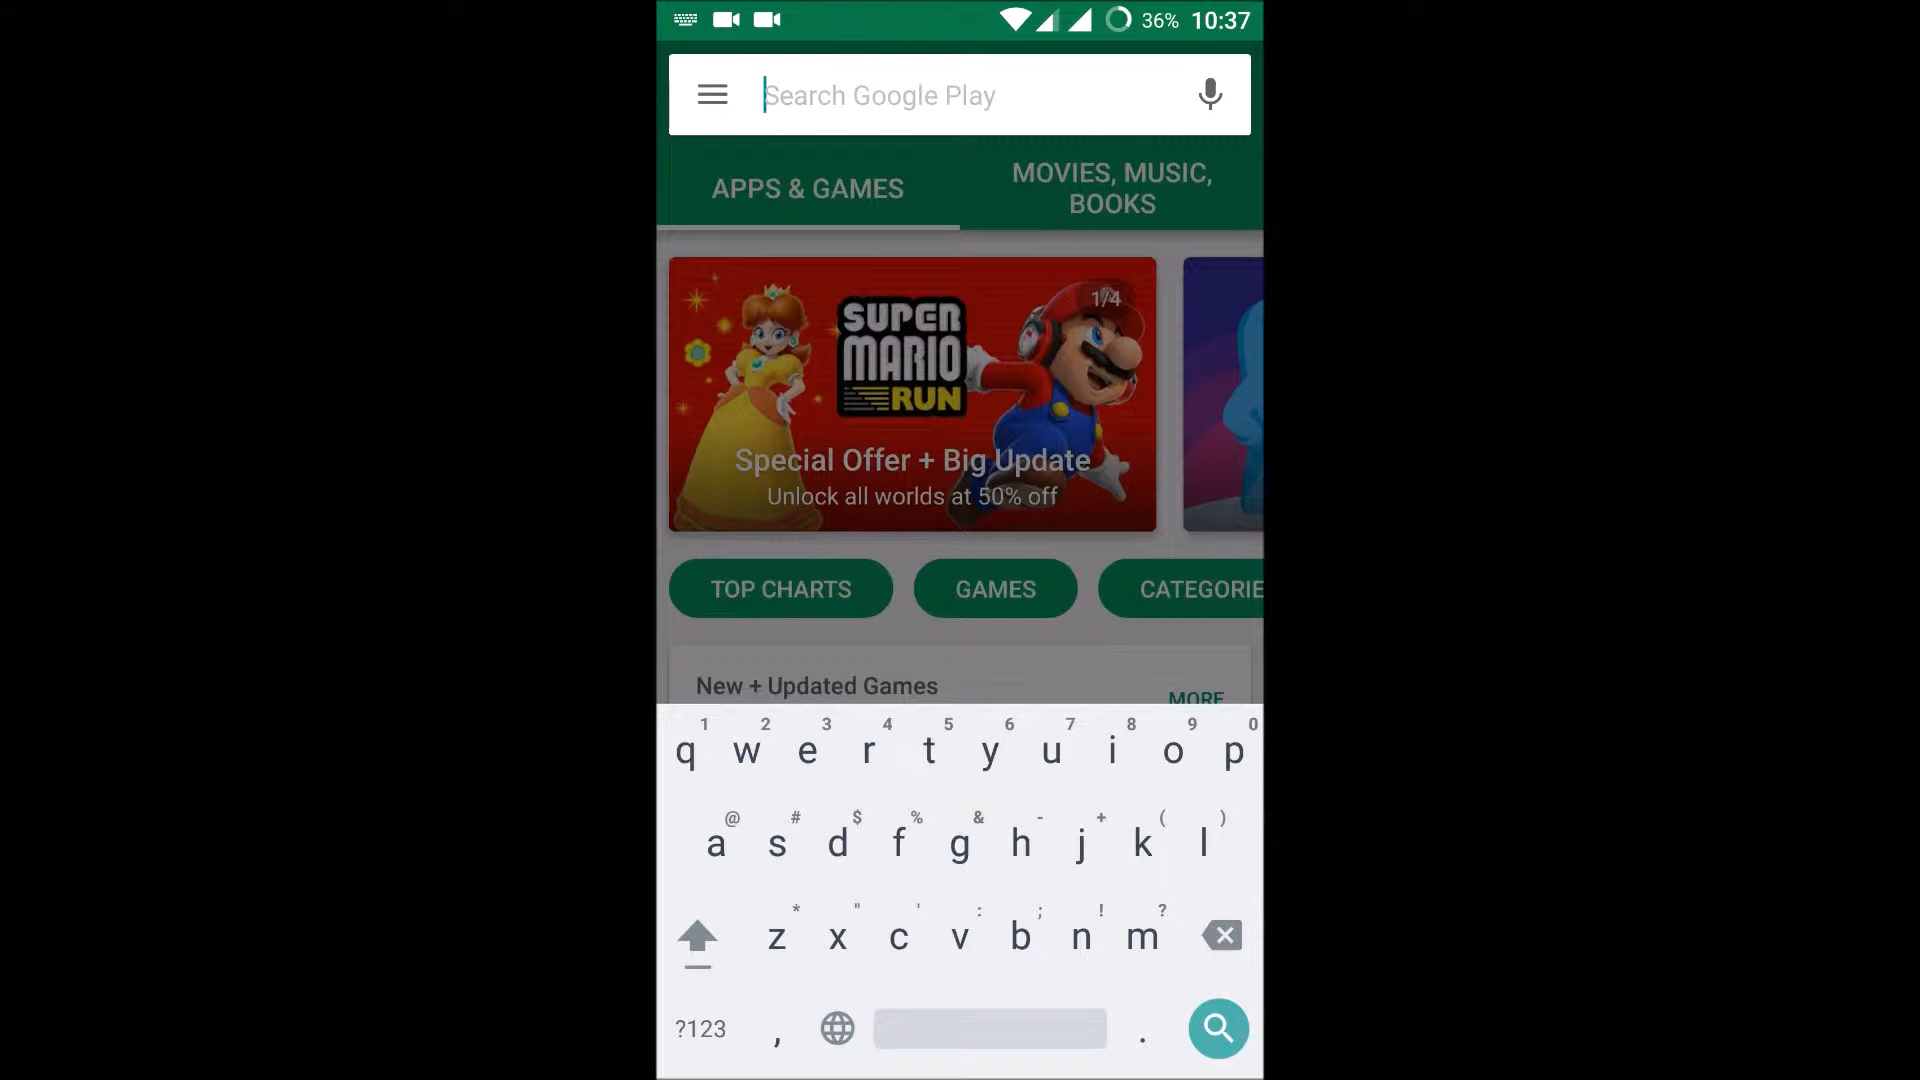 36% 10:37
Search Google Play
APPS & GAMES
MOVIES, MUSIC,
BOOKS
1/4
SUPER
MARIO
RUN
Special Offer + Big Update
Unlock all worlds at 50% off
TOP CHARTS GAMES CATEGORIE
New + Updated Games
MORE
1 2 3 4 5 6 7 8 9 0
q w e r t y u i o p
@ # $ % & - + ( )
a s d f g h j k l
* " ' : ; ! ?
z x c v b n m
?123 , .